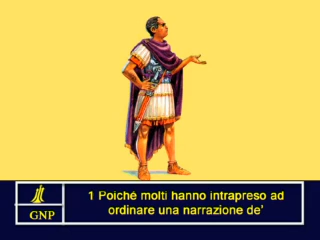 1 Poiché molti hanno intrapreso ad
ordinare una narrazione de'
GNP